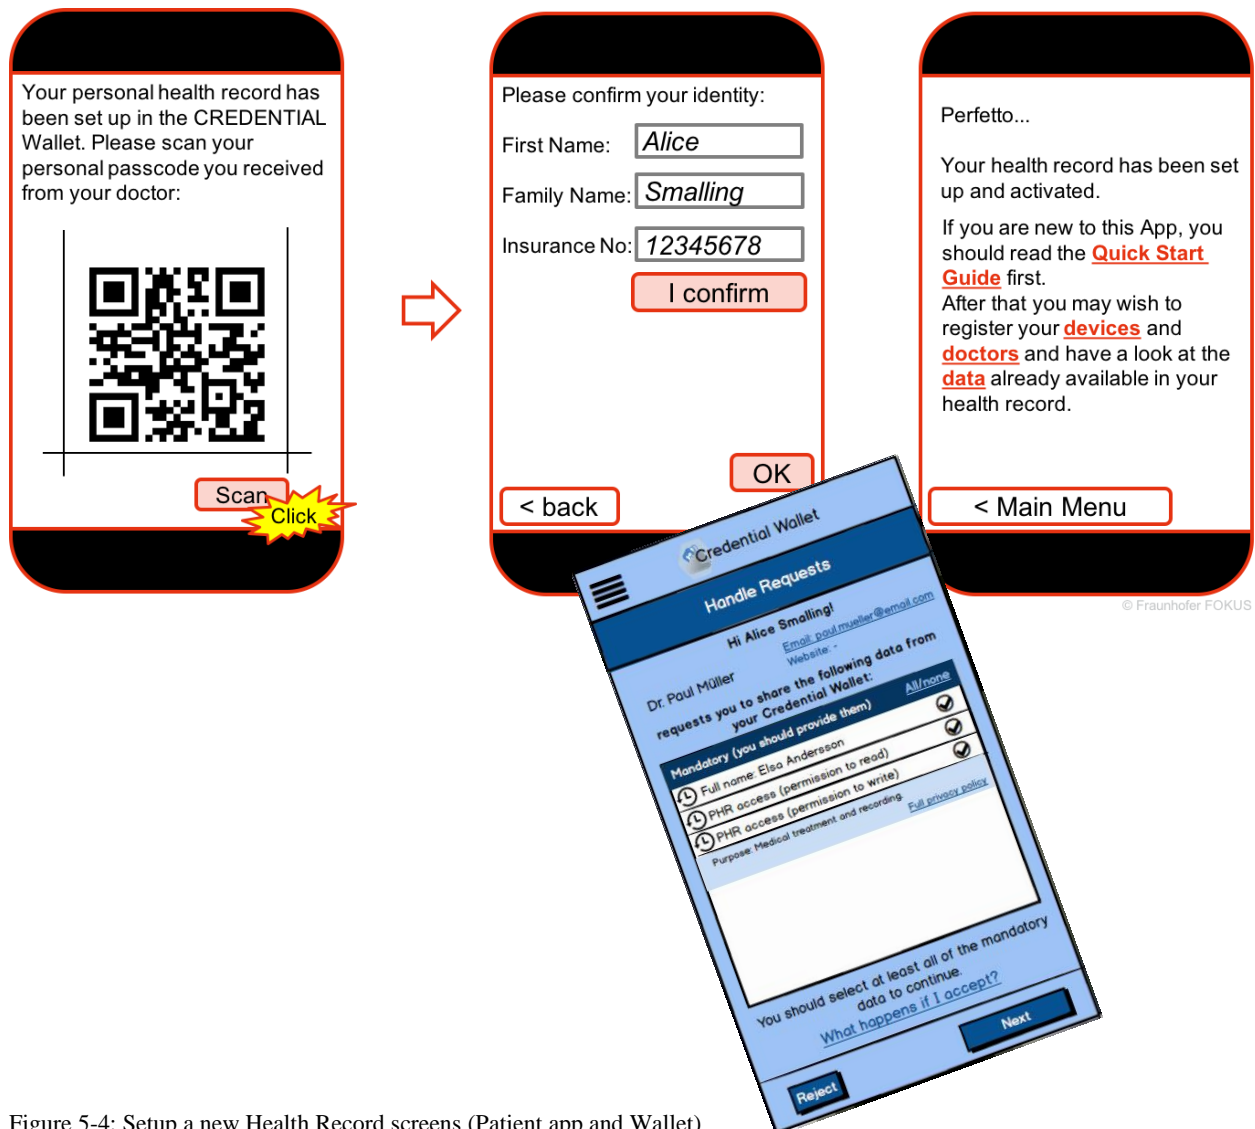 Your personal health record has
been set up in the CREDENTIAL
Wallet. Please scan your
personal passcode you received
from your doctor:
Scan
Click
Please confirm your identity:
First Name: Alice
Family Name: Smalling
Insurance No: 12345678
I confirm
OK
< back
Perfetto...
Your health record has been set
up and activated.
If you are new to this App, you
should read the Quick Start
Guide first.
After that you may wish to
register your devices and
doctors and have a look at the
data already available in your
health record.
< Main Menu
© Fraunhofer FOKUS
Credential Wallet
Handle Requests
Hi Alice Smalling!
Dr. Paul Müller
Email: paul.mueller@email.com
Website: -
requests you to share the following data from
your Credential Wallet:
Mandatory (you should provide them) All/none
Full name: Elsa Andersson
PHR access (permission to read)
PHR access (permission to write)
Purpose: Medical treatment and recording. Full privacy policy
You should select at least all of the mandatory
data to continue.
What happens if I accept?
Next
Reject
Figure 5-4: Setup a new Health Record screens (Patient app and Wallet)